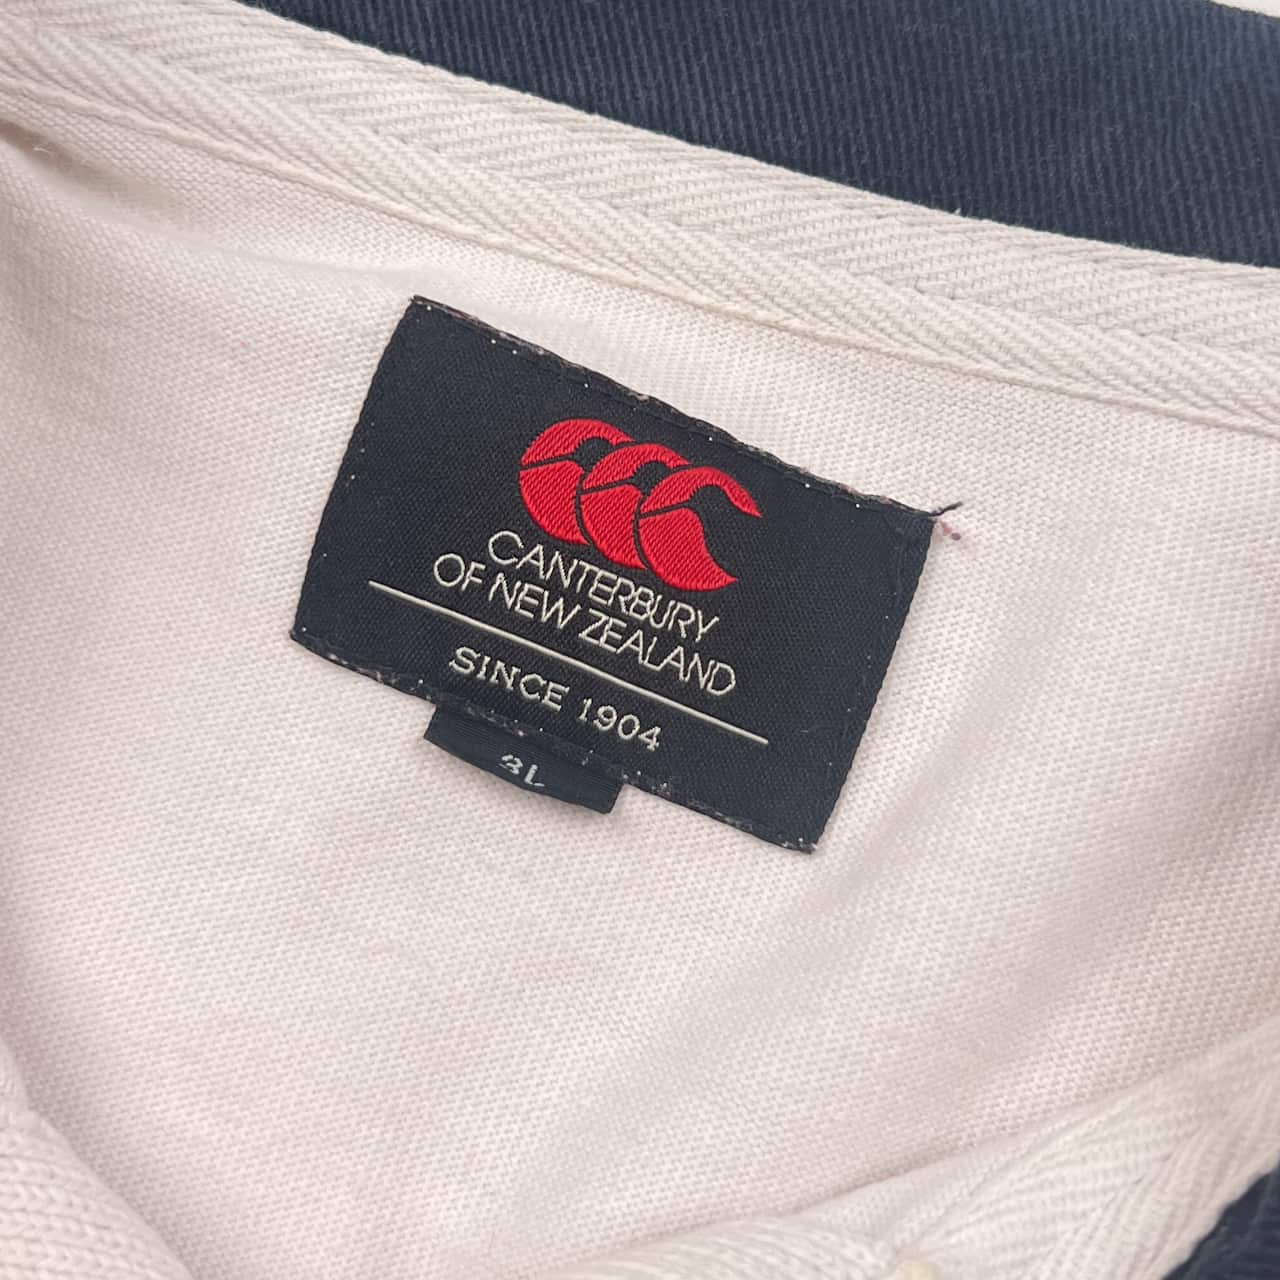 CANTERBURY
OF NEW ZEALAND
SINCE 1904
3L